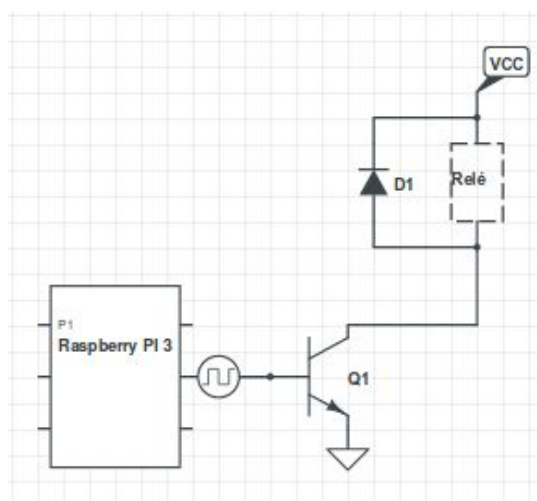 VCC
D1
Relé
P1
Raspberry PI 3
Q1